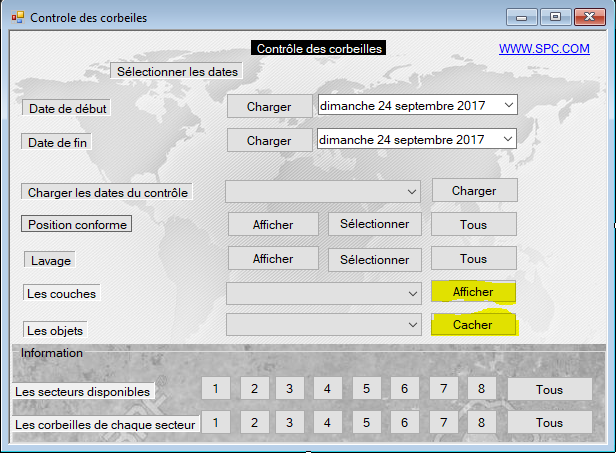 Controle des corbeiles
Contrôle des corbeilles
WWW.SPC.COM
Sélectionner les dates
Date de début Charger dimanche 24 septembre 2017
Date de fin Charger dimanche 24 septembre 2017
Charger les dates du contrôle Charger
Position conforme Afficher Sélectionner Tous
Lavage Afficher Sélectionner Tous
Les couches Afficher
Les objets Cacher
Information
Les secteurs disponibles 1 2 3 4 5 6 7 8 Tous
Les corbeilles de chaque secteur 1 2 3 4 5 6 7 8 Tous